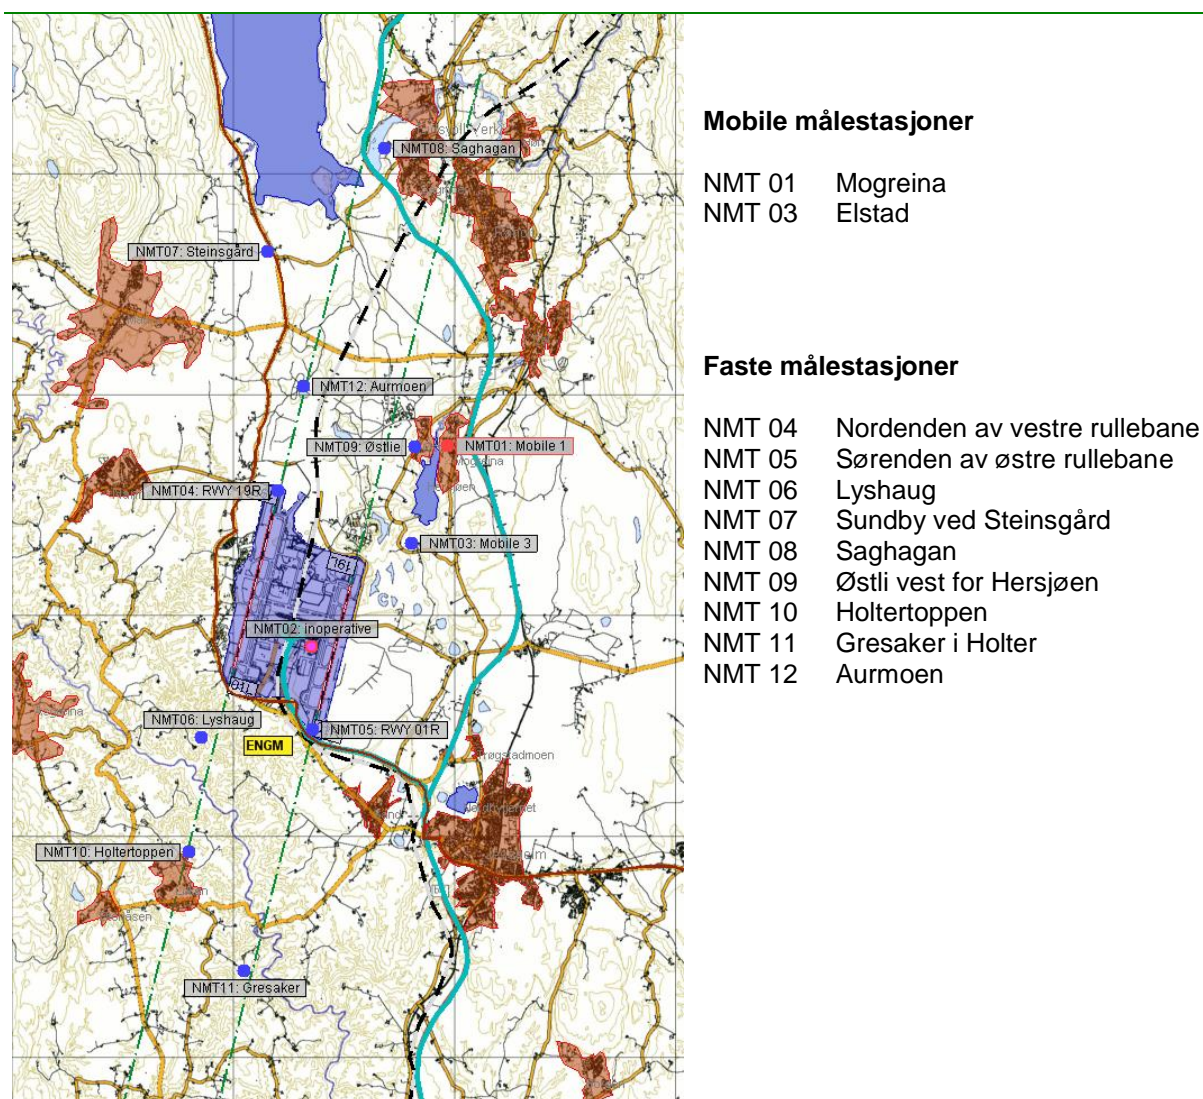 NMT08: Saghagan
NMT07: Steinsgård
NMT12: Aurmoen
NMT09: Østlie
NMT01: Mobile 1
Mogreina
NMT04: RWY 19R
NMT03: Mobile 3
19L
NMT02: inoperative
NMT06: Lyshaug
NMT05: RWY 01R
ENGM
NMT10: Holtertoppen
NMT11: Gresaker
Mobile målestasjoner
NMT 01 Mogreina
NMT 03 Elstad
Faste målestasjoner
NMT 04 Nordenden av vestre rullebane
NMT 05 Sørenden av østre rullebane
NMT 06 Lyshaug
NMT 07 Sundby ved Steinsgård
NMT 08 Saghagan
NMT 09 Østli vest for Hersjøen
NMT 10 Holtertoppen
NMT 11 Gresaker i Holter
NMT 12 Aurmoen